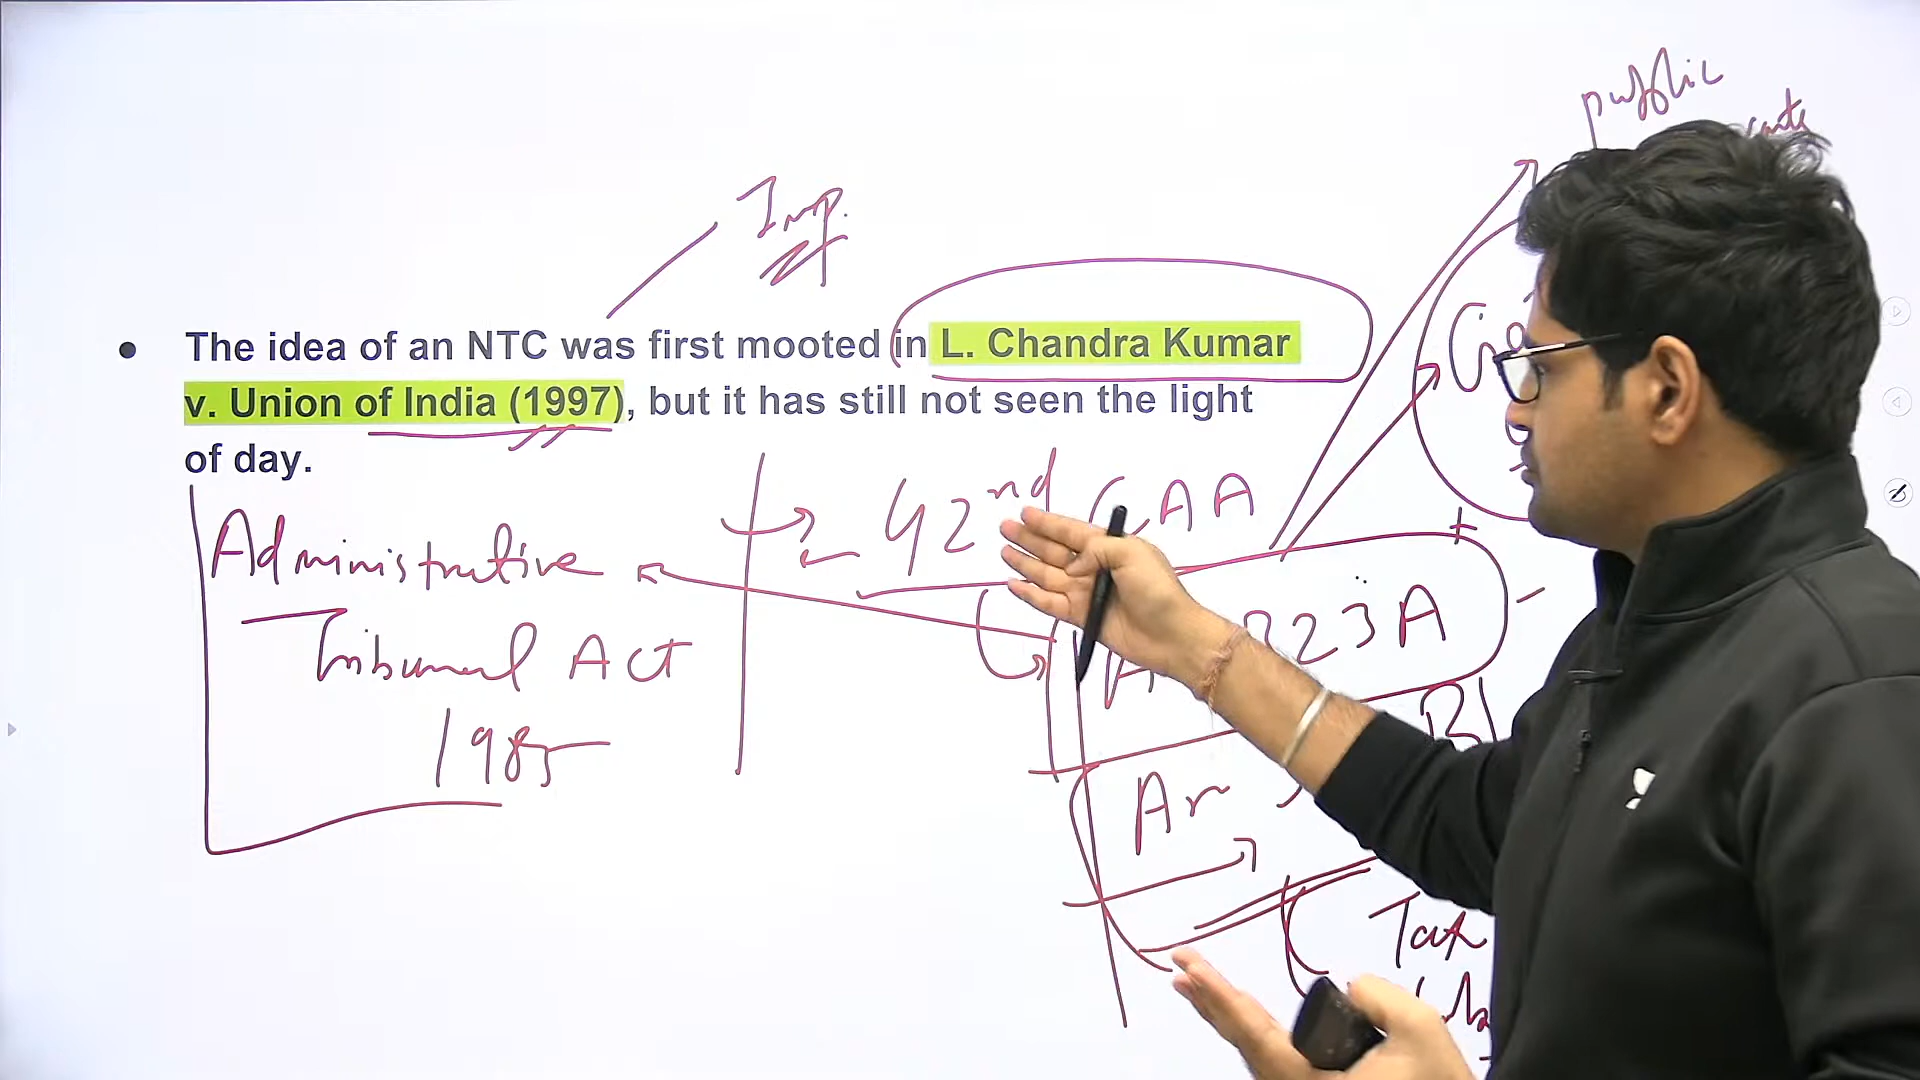 public
Imp.
The idea of an NTC was first mooted in L. Chandra Kumar
v. Union of India (1997), but it has still not seen the light
of day.
42nd CAA
Administrative
Tribunal Act
1985
323A
B
Ar